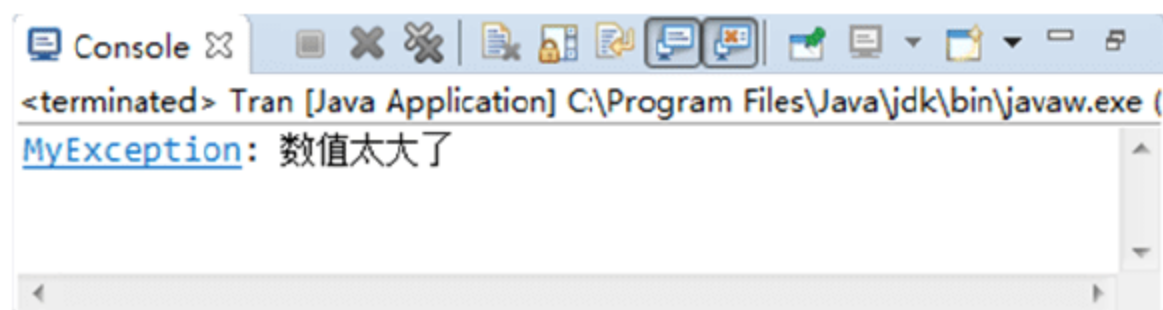 Console
<terminated> Tran [Java Application] C:\Program Files\Java\jdk\bin\javaw.exe (
MyException: 数值太大了